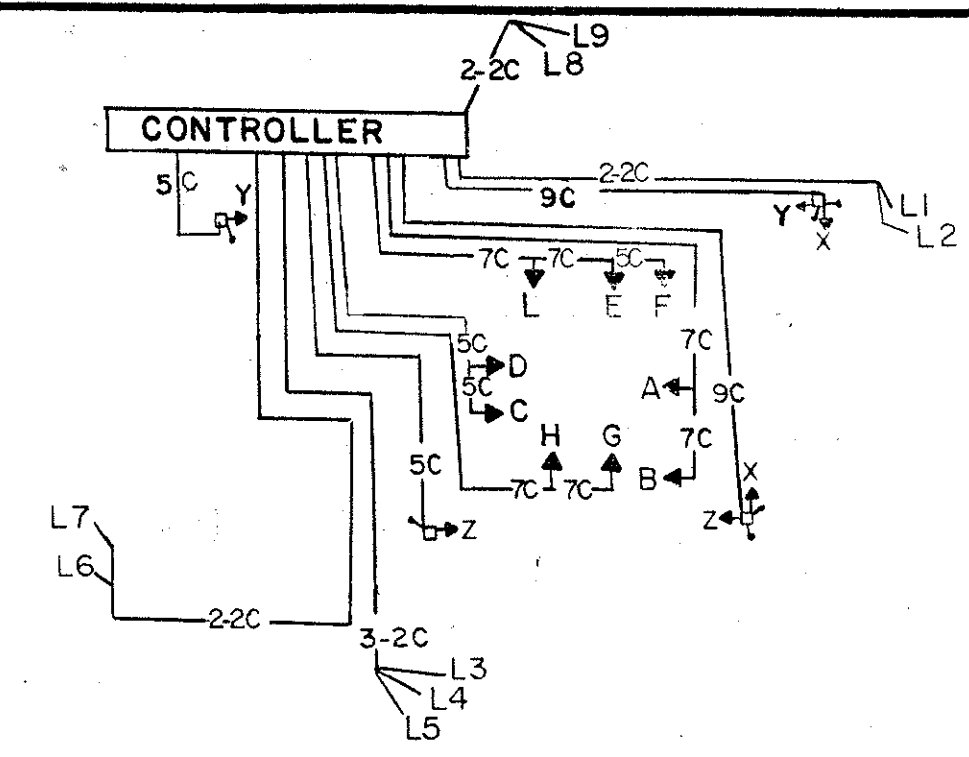 L9
2-2C L8
CONTROLLER
5C Y
2-2C
9C
Y X
L1
L2
7C 7C 5C
L E F
5C D
5C C
7C
A
9C
7C
B
H G
7C 7C
5C
Z
X
Z
L7
L6
2-2C
3-2C
L3
L4
L5